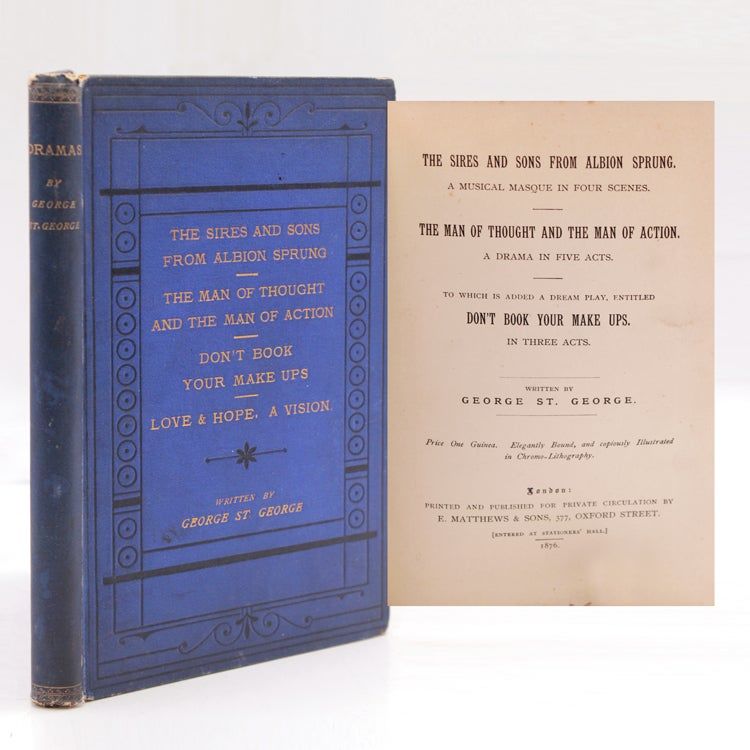 DRAMAS
BY
GEORGE
ST. GEORGE
THE SIRES AND SONS
FROM ALBION SPRUNG
THE MAN OF THOUGHT
AND THE MAN OF ACTION
DON'T BOOK
YOUR MAKE UPS
LOVE & HOPE, A VISION.
WRITTEN BY
GEORGE ST. GEORGE
THE SIRES AND SONS FROM ALBION SPRUNG.
A MUSICAL MASQUE IN FOUR SCENES.
THE MAN OF THOUGHT AND THE MAN OF ACTION.
A DRAMA IN FIVE ACTS.
TO WHICH IS ADDED A DREAM PLAY, ENTITLED
DON'T BOOK YOUR MAKE UPS.
IN THREE ACTS.
WRITTEN BY
GEORGE ST. GEORGE.
Price One Guinea. Elegantly Bound, and copiously Illustrated
in Chromo-Lithography.
London:
PRINTED AND PUBLISHED FOR PRIVATE CIRCULATION BY
E. MATTHEWS & SONS, 377, OXFORD STREET.
[ENTERED AT STATIONERS' HALL.]
1876.